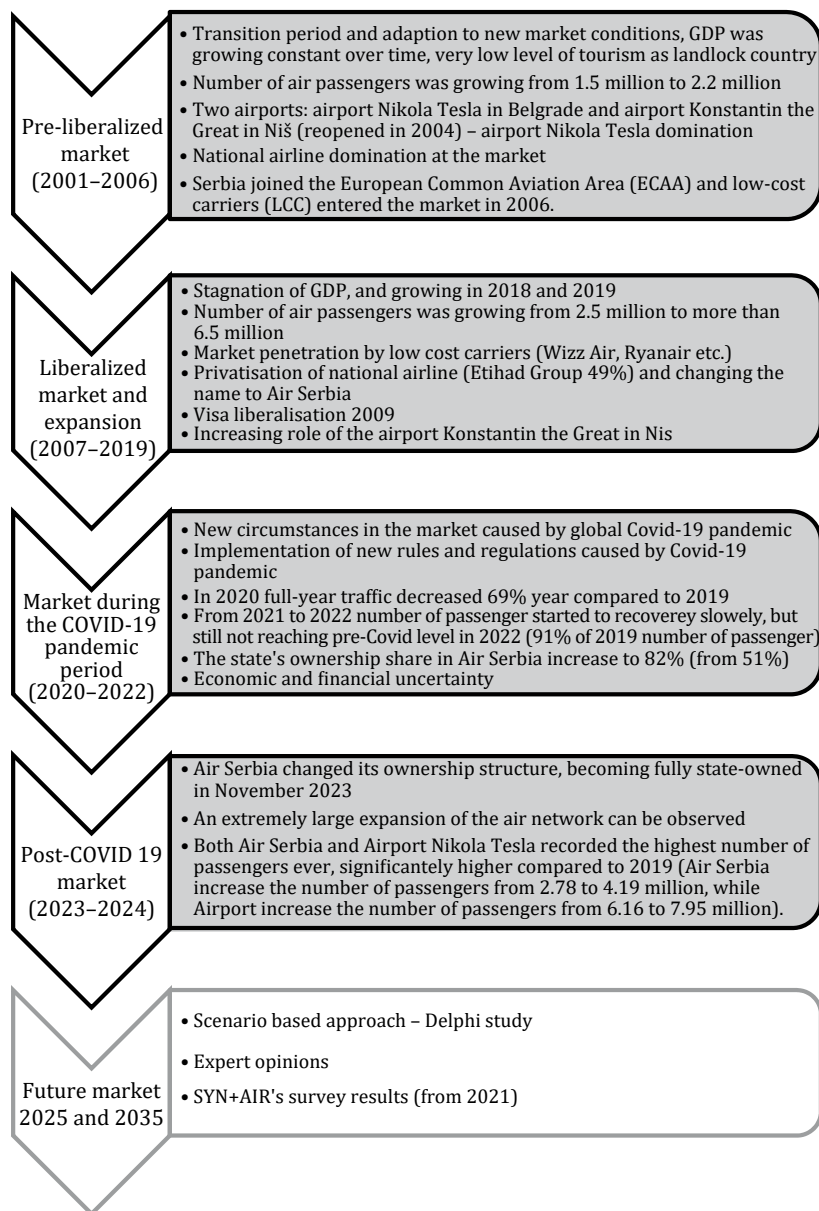 Pre-liberalized
market
(2001–2006)
• Transition period and adaption to new market conditions, GDP was
growing constant over time, very low level of tourism as landlock country
• Number of air passengers was growing from 1.5 million to 2.2 million
• Two airports: airport Nikola Tesla in Belgrade and airport Konstantin the
Great in Niš (reopened in 2004) – airport Nikola Tesla domination
• National airline domination at the market
• Serbia joined the European Common Aviation Area (ECAA) and low-cost
carriers (LCC) entered the market in 2006.
Liberalized
market and
expansion
(2007–2019)
• Stagnation of GDP, and growing in 2018 and 2019
• Number of air passengers was growing from 2.5 million to more than
6.5 million
• Market penetration by low cost carriers (Wizz Air, Ryanair etc.)
• Privatisation of national airline (Etihad Group 49%) and changing the
name to Air Serbia
• Visa liberalisation 2009
• Increasing role of the airport Konstantin the Great in Nis
Market during
the COVID-19
pandemic
period
(2020–2022)
• New circumstances in the market caused by global Covid-19 pandemic
• Implementation of new rules and regulations caused by Covid-19
pandemic
• In 2020 full-year traffic decreased 69% year compared to 2019
• From 2021 to 2022 number of passenger started to recoverey slowely, but
still not reaching pre-Covid level in 2022 (91% of 2019 number of passenger)
• The state's ownership share in Air Serbia increase to 82% (from 51%)
• Economic and financial uncertainty
Post-COVID 19
market
(2023–2024)
• Air Serbia changed its ownership structure, becoming fully state-owned
in November 2023
• An extremely large expansion of the air network can be observed
• Both Air Serbia and Airport Nikola Tesla recorded the highest number of
passengers ever, significantely higher compared to 2019 (Air Serbia
increase the number of passengers from 2.78 to 4.19 million, while
Airport increase the number of passengers from 6.16 to 7.95 million).
Future market
2025 and 2035
• Scenario based approach – Delphi study
• Expert opinions
• SYN+AIR's survey results (from 2021)